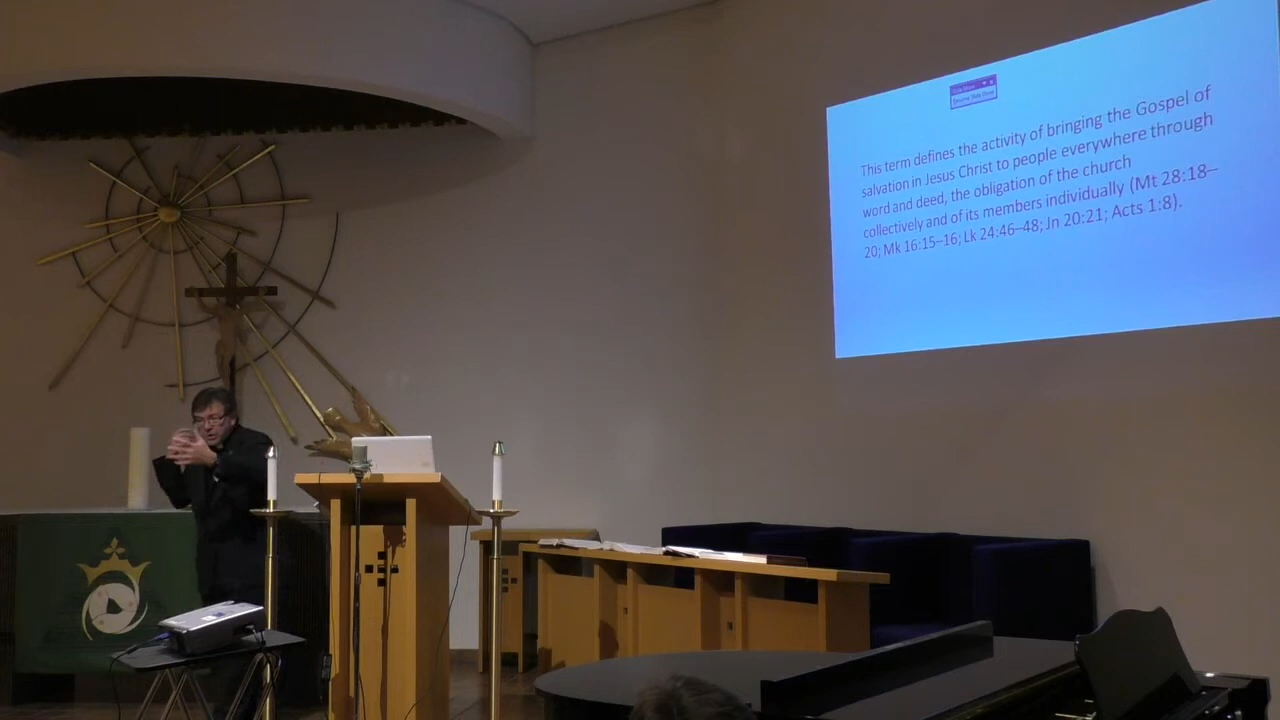 This term defines the activity of bringing the Gospel of
salvation in Jesus Christ to people everywhere through
word and deed, the obligation of the church
collectively and of its members individually (Mt 28:18–
20; Mk 16:15–16; Lk 24:46–48; Jn 20:21; Acts 1:8).